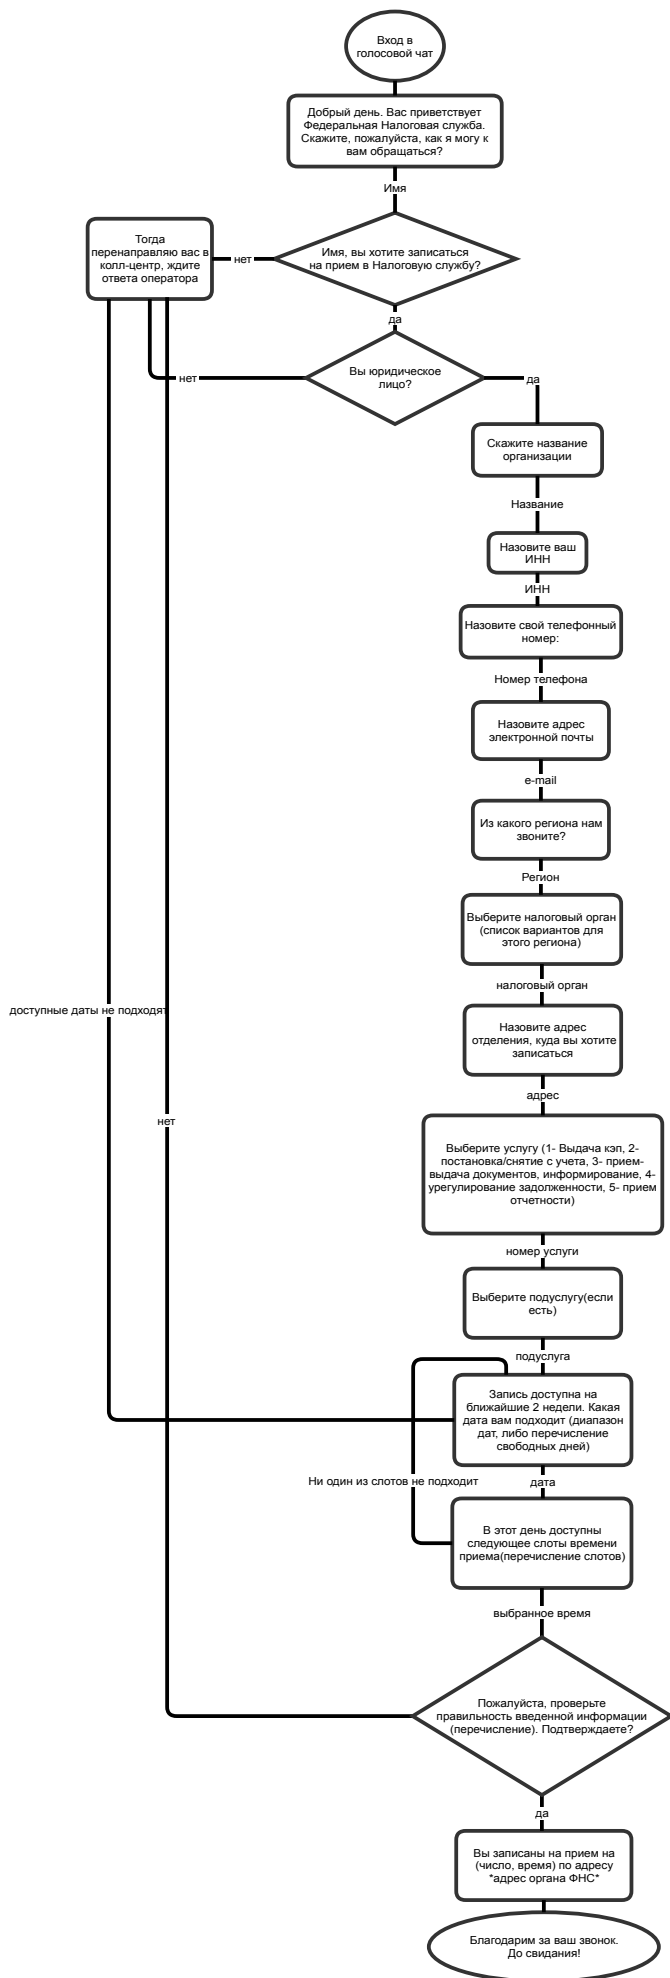 Вход в
голосовой чат
Добрый день. Вас приветствует
Федеральная Налоговая служба.
Скажите, пожалуйста, как я могу к
вам обращаться?
Имя
Тогда
перенаправляю вас в
колл-центр, ждите
ответа оператора
нет
Имя, вы хотите записаться
на прием в Налоговую службу?
да
нет
Вы юридическое
лицо?
да
Скажите название
организации
Название
Назовите ваш
ИНН
ИНН
Назовите свой телефонный
номер:
Номер телефона
Назовите адрес
электронной почты
e-mail
Из какого региона нам
звоните?
Регион
Выберите налоговый орган
(список вариантов для
этого региона)
налоговый орган
доступные даты не подходят
Назовите адрес
отделения, куда вы хотите
записаться
адрес
нет
Выберите услугу (1- Выдача кэп, 2-
постановка/снятие с учета, 3- прием-
выдача документов, информирование, 4-
урегулирование задолженности, 5- прием
отчетности)
номер услуги
Выберите подуслугу(если
есть)
подуслуга
Запись доступна на
ближайшие 2 недели. Какая
дата вам подходит (диапазон
дат, либо перечисление
свободных дней)
Ни один из слотов не подходит
дата
В этот день доступны
следующее слоты времени
приема(перечисление слотов)
выбранное время
Пожалуйста, проверьте
правильность введенной информации
(перечисление). Подтверждаете?
да
Вы записаны на прием на
(число, время) по адресу
*адрес органа ФНС*
Благодарим за ваш звонок.
До свидания!